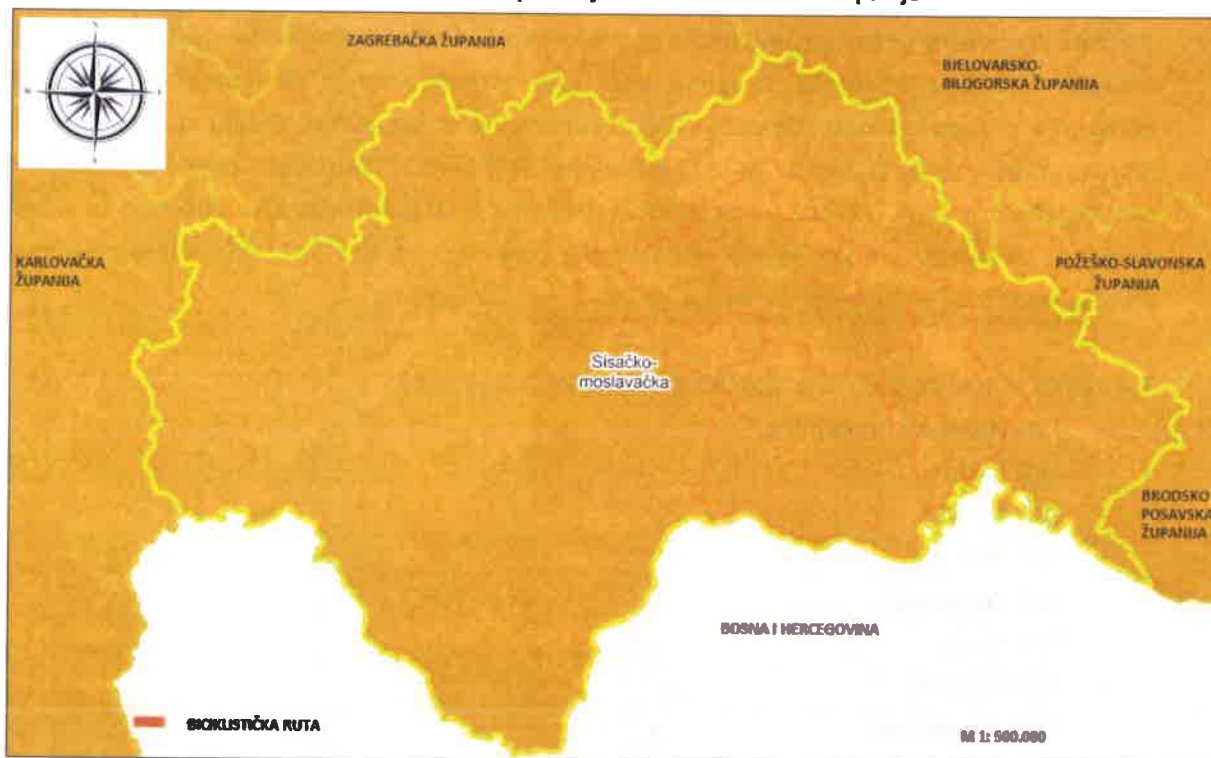 ZAGREBAČKA ŽUPANIJA
BJELOVARSKO-
BILOGORSKA ŽUPANIJA
KARLOVAČKA
ŽUPANIJA
POŽEŠKO-SLAVONSKA
ŽUPANIJA
Sisačko-
moslavačka
BRODSKO
POSAVSKA
ŽUPANIJA
BOSNA I HERCEGOVINA
BICIKLISTIČKA RUTA
M 1: 500.000